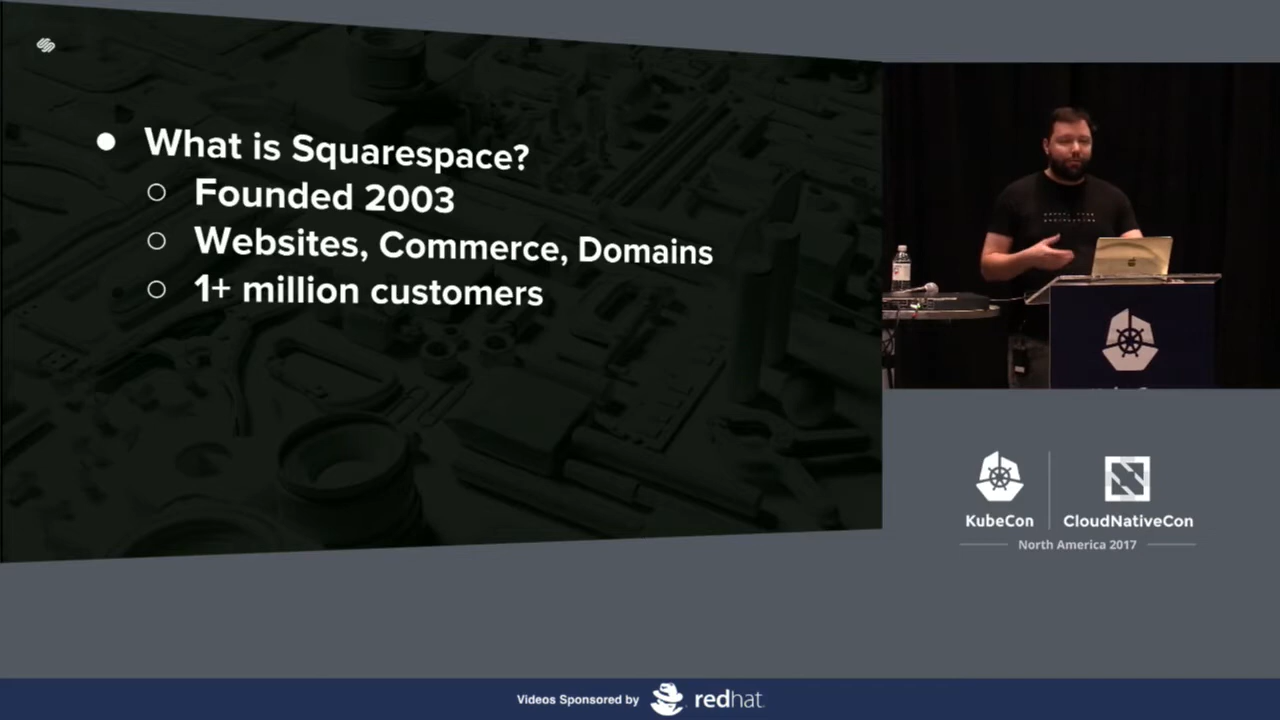 What is Squarespace?
Founded 2003
Websites, Commerce, Domains
1+ million customers
KubeCon
CloudNativeCon
North America 2017
Videos Sponsored by redhat